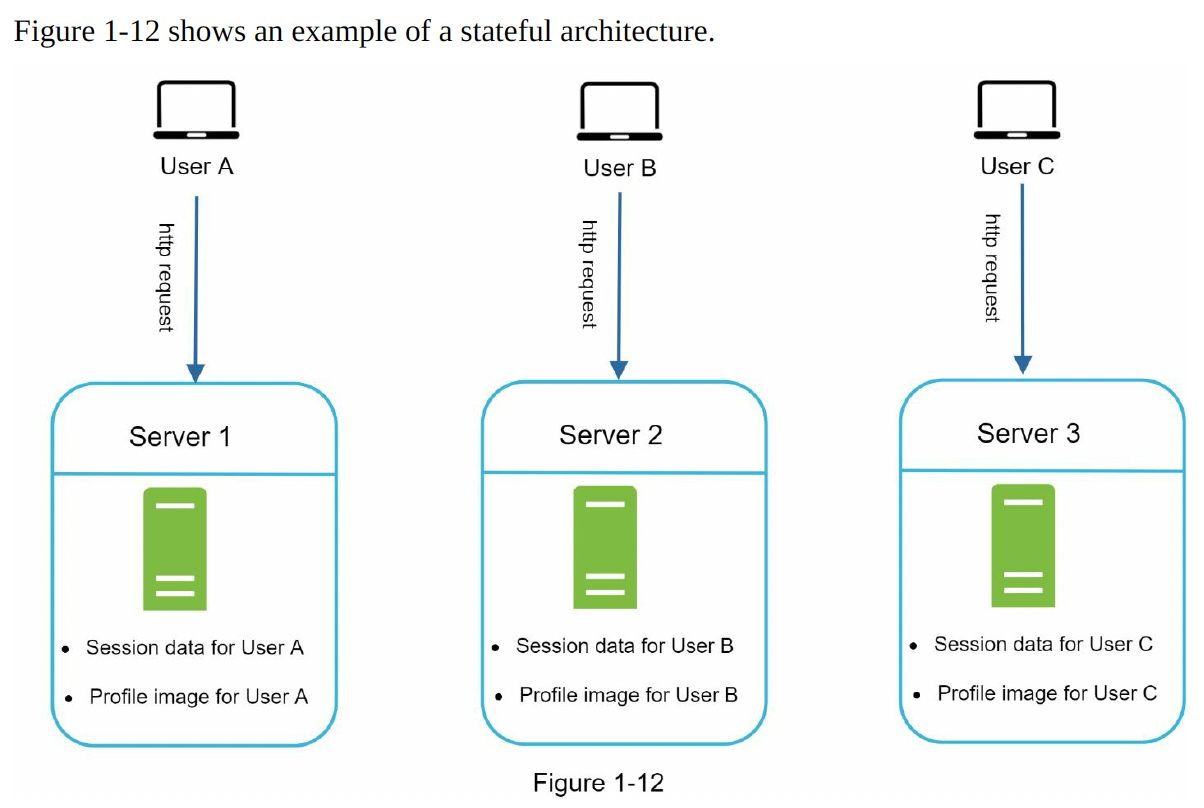 Figure 1-12 shows an example of a stateful architecture.
User A
User B
User C
http request
http request
http request
Server 1
Server 2
Server 3
• Session data for User A
• Profile image for User A
• Session data for User B
• Profile image for User B
• Session data for User C
• Profile image for User C
Figure 1-12